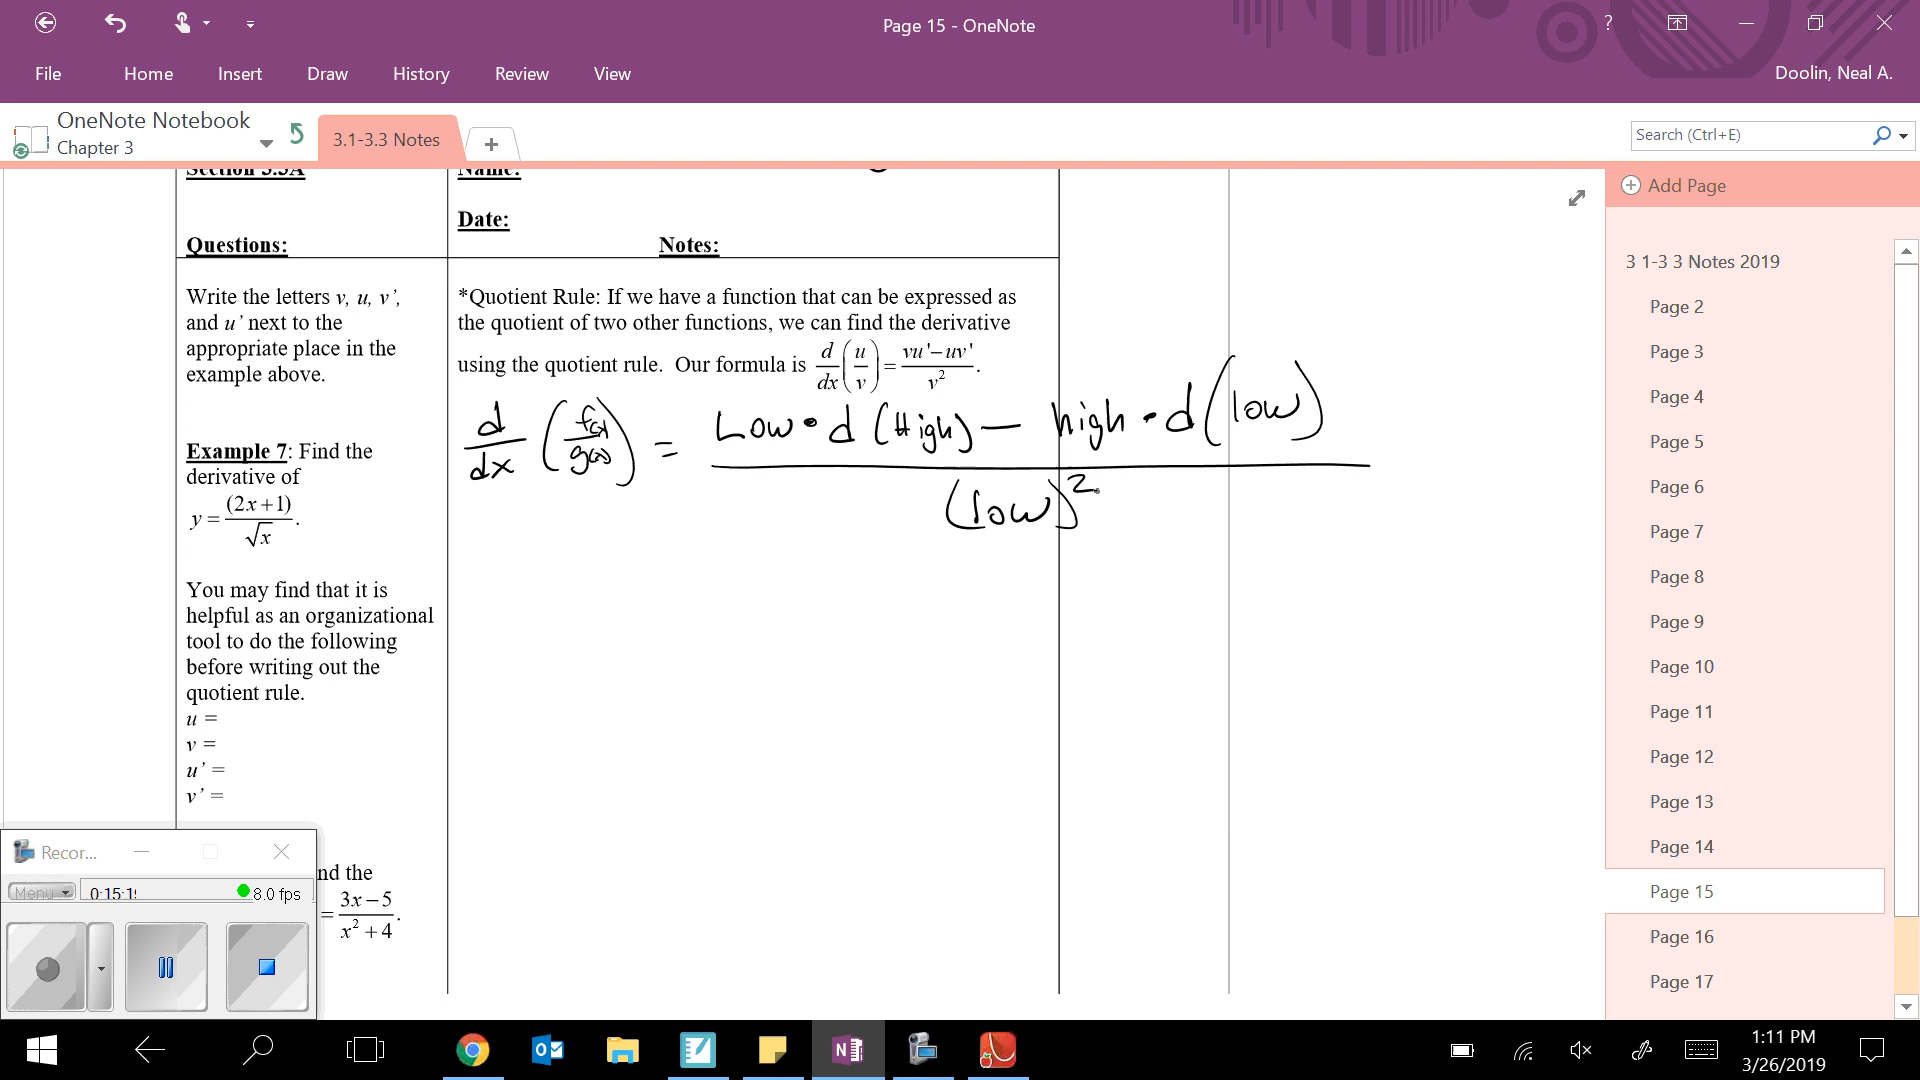 Page 15 - OneNote
?
File Home Insert Draw History Review View
Doolin, Neal A.
OneNote Notebook
Chapter 3
3.1-3.3 Notes
Search (Ctrl+E)
Add Page
Section 3.3A
Name:
Date:
Questions:
Notes:
Write the letters v, u, v’,
and u’ next to the
appropriate place in the
example above.
Example 7: Find the
derivative of
y = (2x+1) / √x .
You may find that it is
helpful as an organizational
tool to do the following
before writing out the
quotient rule.
u =
v =
u’ =
v’ =
nd the
= 3x−5 / x² +4 .
*Quotient Rule: If we have a function that can be expressed as
the quotient of two other functions, we can find the derivative
using the quotient rule. Our formula is d/dx (u/v) = vu'−uv' / v² .
d/dx (f(x)/g(x)) = Low • d (High) — high • d (low)
(low)²
3 1-3 3 Notes 2019
Page 2
Page 3
Page 4
Page 5
Page 6
Page 7
Page 8
Page 9
Page 10
Page 11
Page 12
Page 13
Page 14
Page 15
Page 16
Page 17
Recor...
Menu
0:15:1
8.0 fps
1:11 PM
3/26/2019